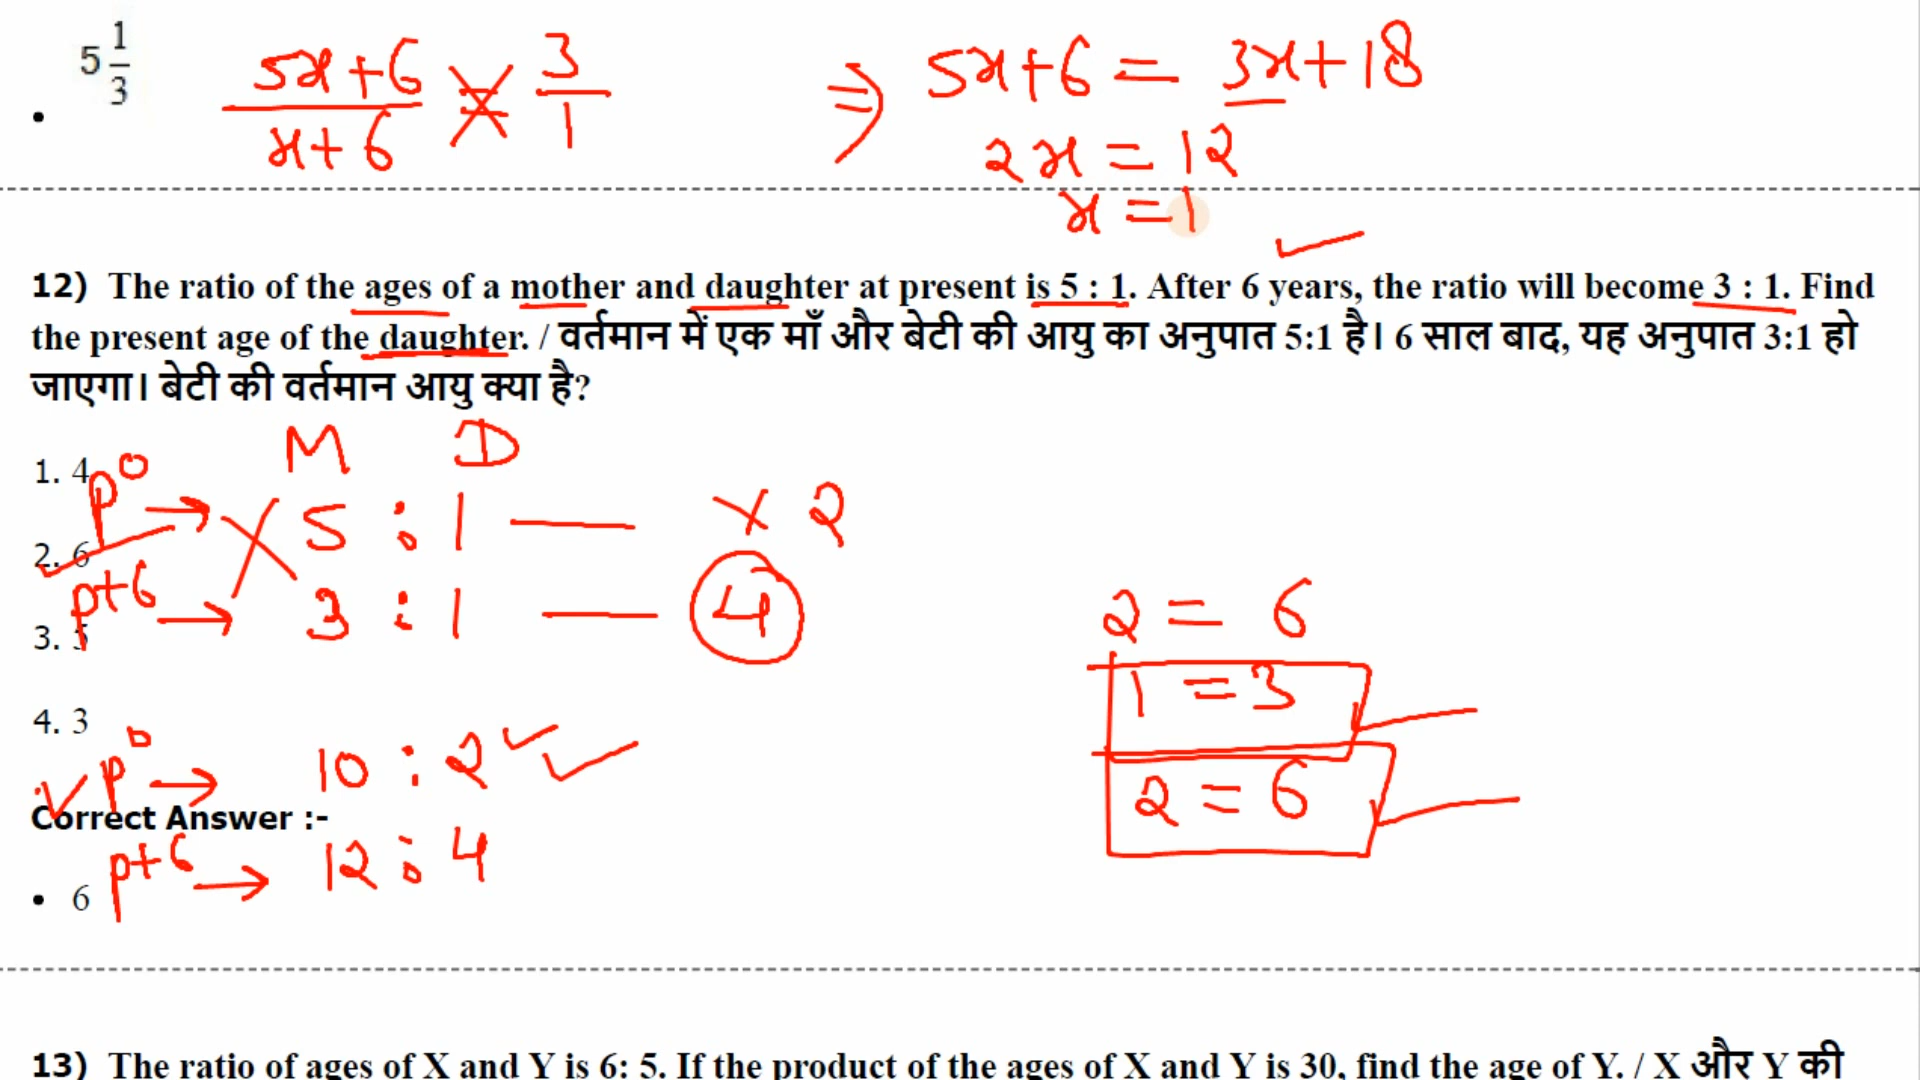 5 1/3
5x+6 / x+6 = 3/1 ⇒ 5x+6 = 3x+18
2x = 12
x = 1
12) The ratio of the ages of a mother and daughter at present is 5 : 1. After 6 years, the ratio will become 3 : 1. Find
the present age of the daughter. / वर्तमान में एक माँ और बेटी की आयु का अनुपात 5:1 है। 6 साल बाद, यह अनुपात 3:1 हो
जाएगा। बेटी की वर्तमान आयु क्या है?
M D
1. 4
p⁰ → 5 : 1 — × 2
2. 6
p+6 → 3 : 1 — 4
3. 5
2 = 6
1 = 3
4. 3
p⁰ → 10 : 2
2 = 6
Correct Answer :-
p+6 → 12 : 4
6
13) The ratio of ages of X and Y is 6: 5. If the product of the ages of X and Y is 30, find the age of Y. / X और Y की